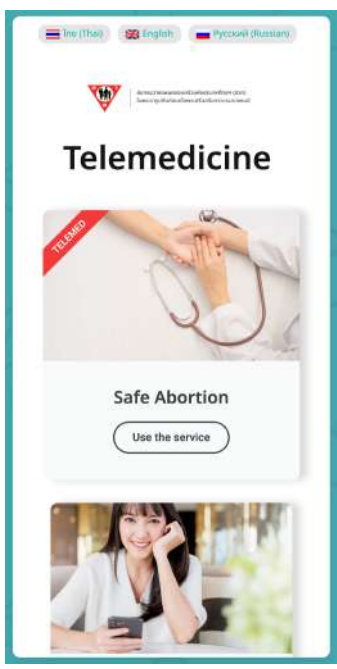 ไทย (Thai) English Русский (Russian)
Telemedicine
TELEMED
Safe Abortion
Use the service